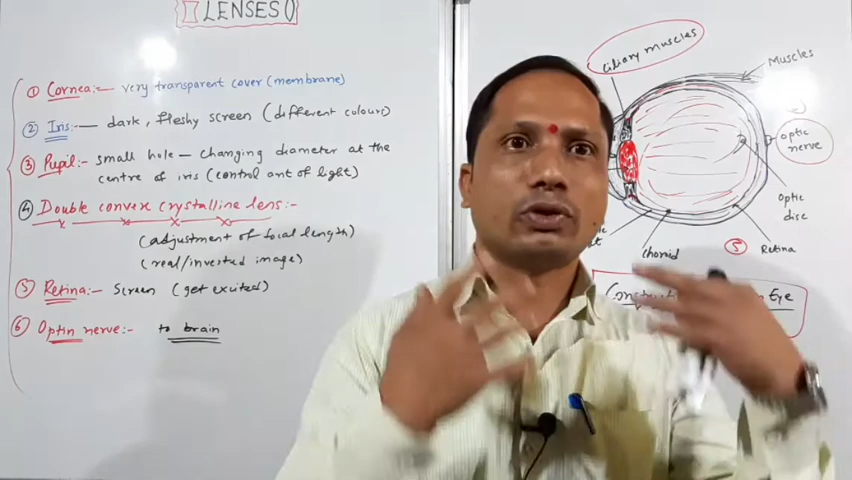 LENSES()
① Cornea:- very transparent cover (membrane)
② Iris:- dark, fleshy screen (different colours)
③ Pupil:- small hole - changing diameter at the
centre of iris (control amt of light)
④ Double convex crystalline lens:-
(adjustment of focal length)
(real/inverted image)
⑤ Retina:- Screen (get excited)
⑥ Optin nerve:- to brain
Ciliary muscles
Muscles
Optic
nerve
Optic
disc
Choroid
⑤
Retina
Eye